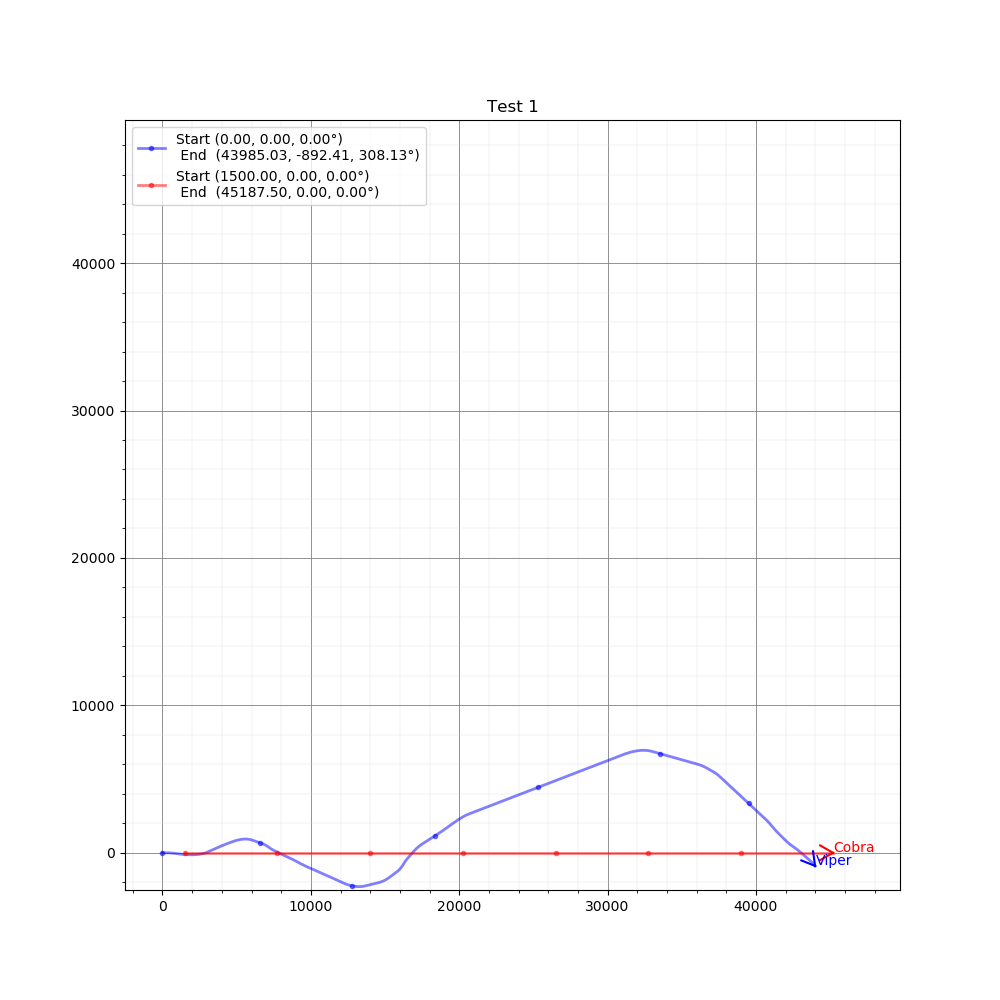 Test 1
Start (0.00, 0.00, 0.00°)
End  (43985.03, -892.41, 308.13°)
Start (1500.00, 0.00, 0.00°)
End  (45187.50, 0.00, 0.00°)
40000
30000
20000
10000
0
Cobra
Viper
0 10000 20000 30000 40000